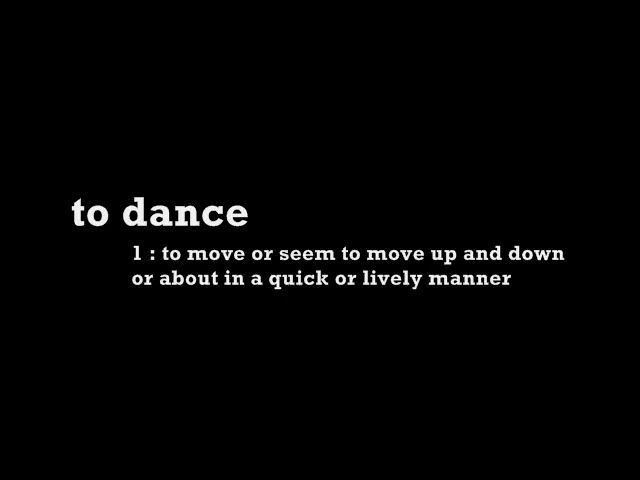 to dance
1 : to move or seem to move up and down
or about in a quick or lively manner